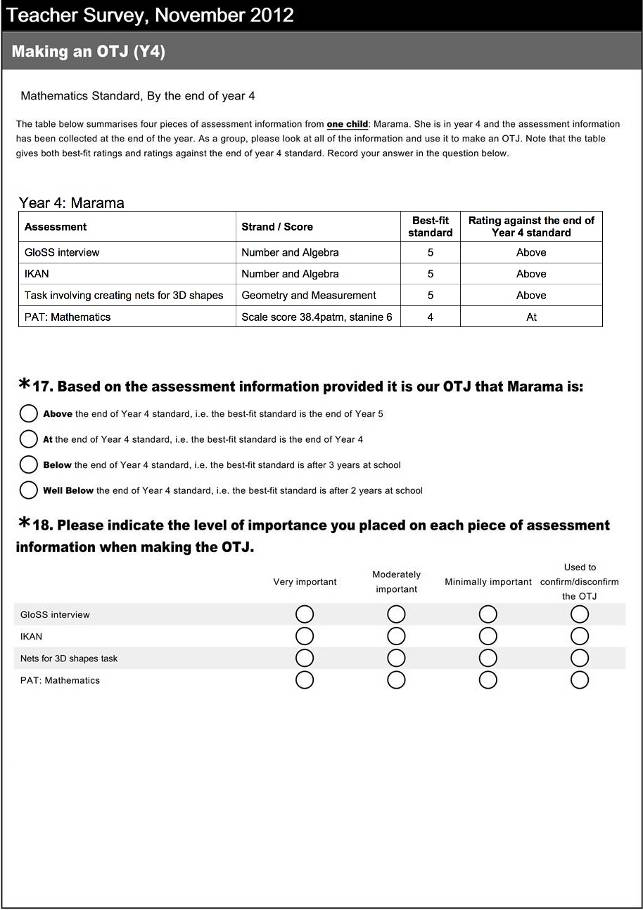 Teacher Survey, November 2012
Making an OTJ (Y4)
Mathematics Standard, By the end of year 4
The table below summarises four pieces of assessment information from one child: Marama. She is in year 4 and the assessment information
has been collected at the end of the year. As a group, please look at all of the information and use it to make an OTJ. Note that the table
gives both best-fit ratings and ratings against the end of year 4 standard. Record your answer in the question below.
Year 4: Marama
Assessment Strand / Score Best-fit standard Rating against the end of Year 4 standard
GloSS interview Number and Algebra 5 Above
IKAN Number and Algebra 5 Above
Task involving creating nets for 3D shapes Geometry and Measurement 5 Above
PAT: Mathematics Scale score 38.4patm, stanine 6 4 At
*17. Based on the assessment information provided it is our OTJ that Marama is:
Above the end of Year 4 standard, i.e. the best-fit standard is the end of Year 5
At the end of Year 4 standard, i.e. the best-fit standard is the end of Year 4
Below the end of Year 4 standard, i.e. the best-fit standard is after 3 years at school
Well Below the end of Year 4 standard, i.e. the best-fit standard is after 2 years at school
*18. Please indicate the level of importance you placed on each piece of assessment
information when making the OTJ.
Very important Moderately important Minimally important Used to confirm/disconfirm the OTJ
GloSS interview
IKAN
Nets for 3D shapes task
PAT: Mathematics